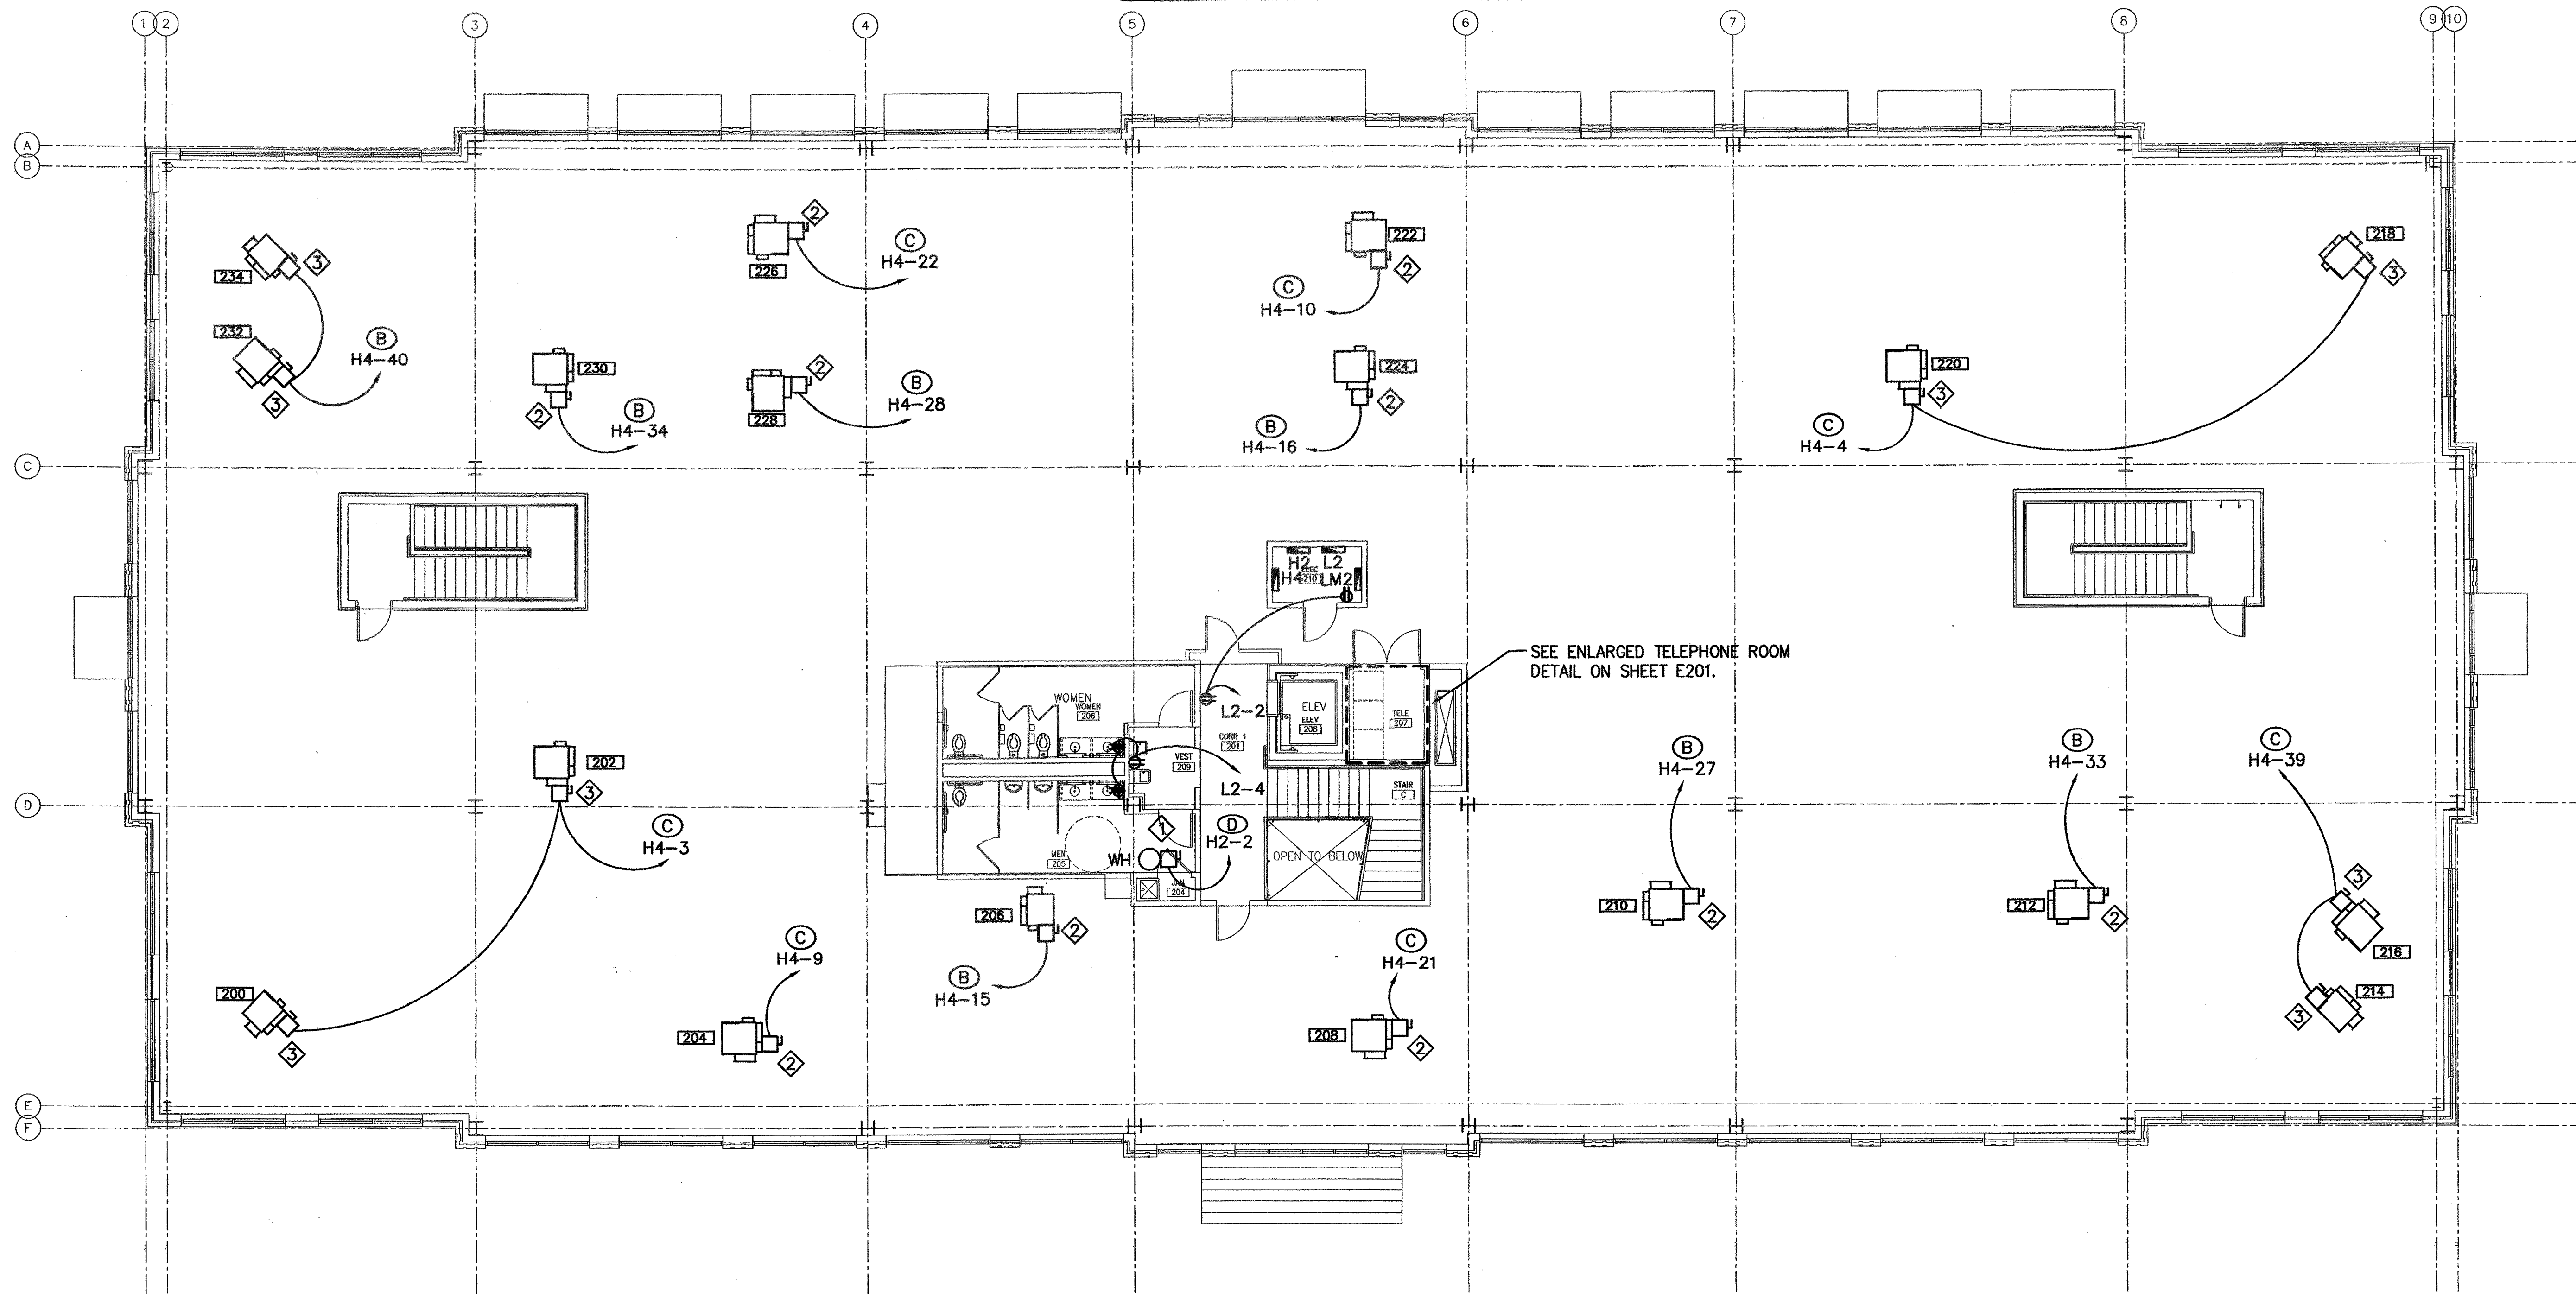 1 2 3 4 5 6 7 8 9 10
A
B
2
C
H4-22
226
3
234
222
2
C
H4-10
218
3
232
3
B
H4-40
230
2
B
H4-34
2
228
B
H4-28
224
2
B
H4-16
220
3
C
H4-4
C
H2 L2
H4 ELEC LM2
210
SEE ENLARGED TELEPHONE ROOM
DETAIL ON SHEET E201.
WOMEN
WOMEN
206
L2-2
CORR 1
201
ELEV
ELEV
208
TELE
207
VEST
209
L2-4
STAIR
C
202
3
C
H4-3
B
H4-27
B
H4-33
C
H4-39
D
1
D
H2-2
MEN
205
WH
JAN
204
OPEN TO BELOW
206
2
B
H4-15
210
2
212
2
3
216
214
3
200
3
C
H4-9
204
2
C
H4-21
208
2
E
F